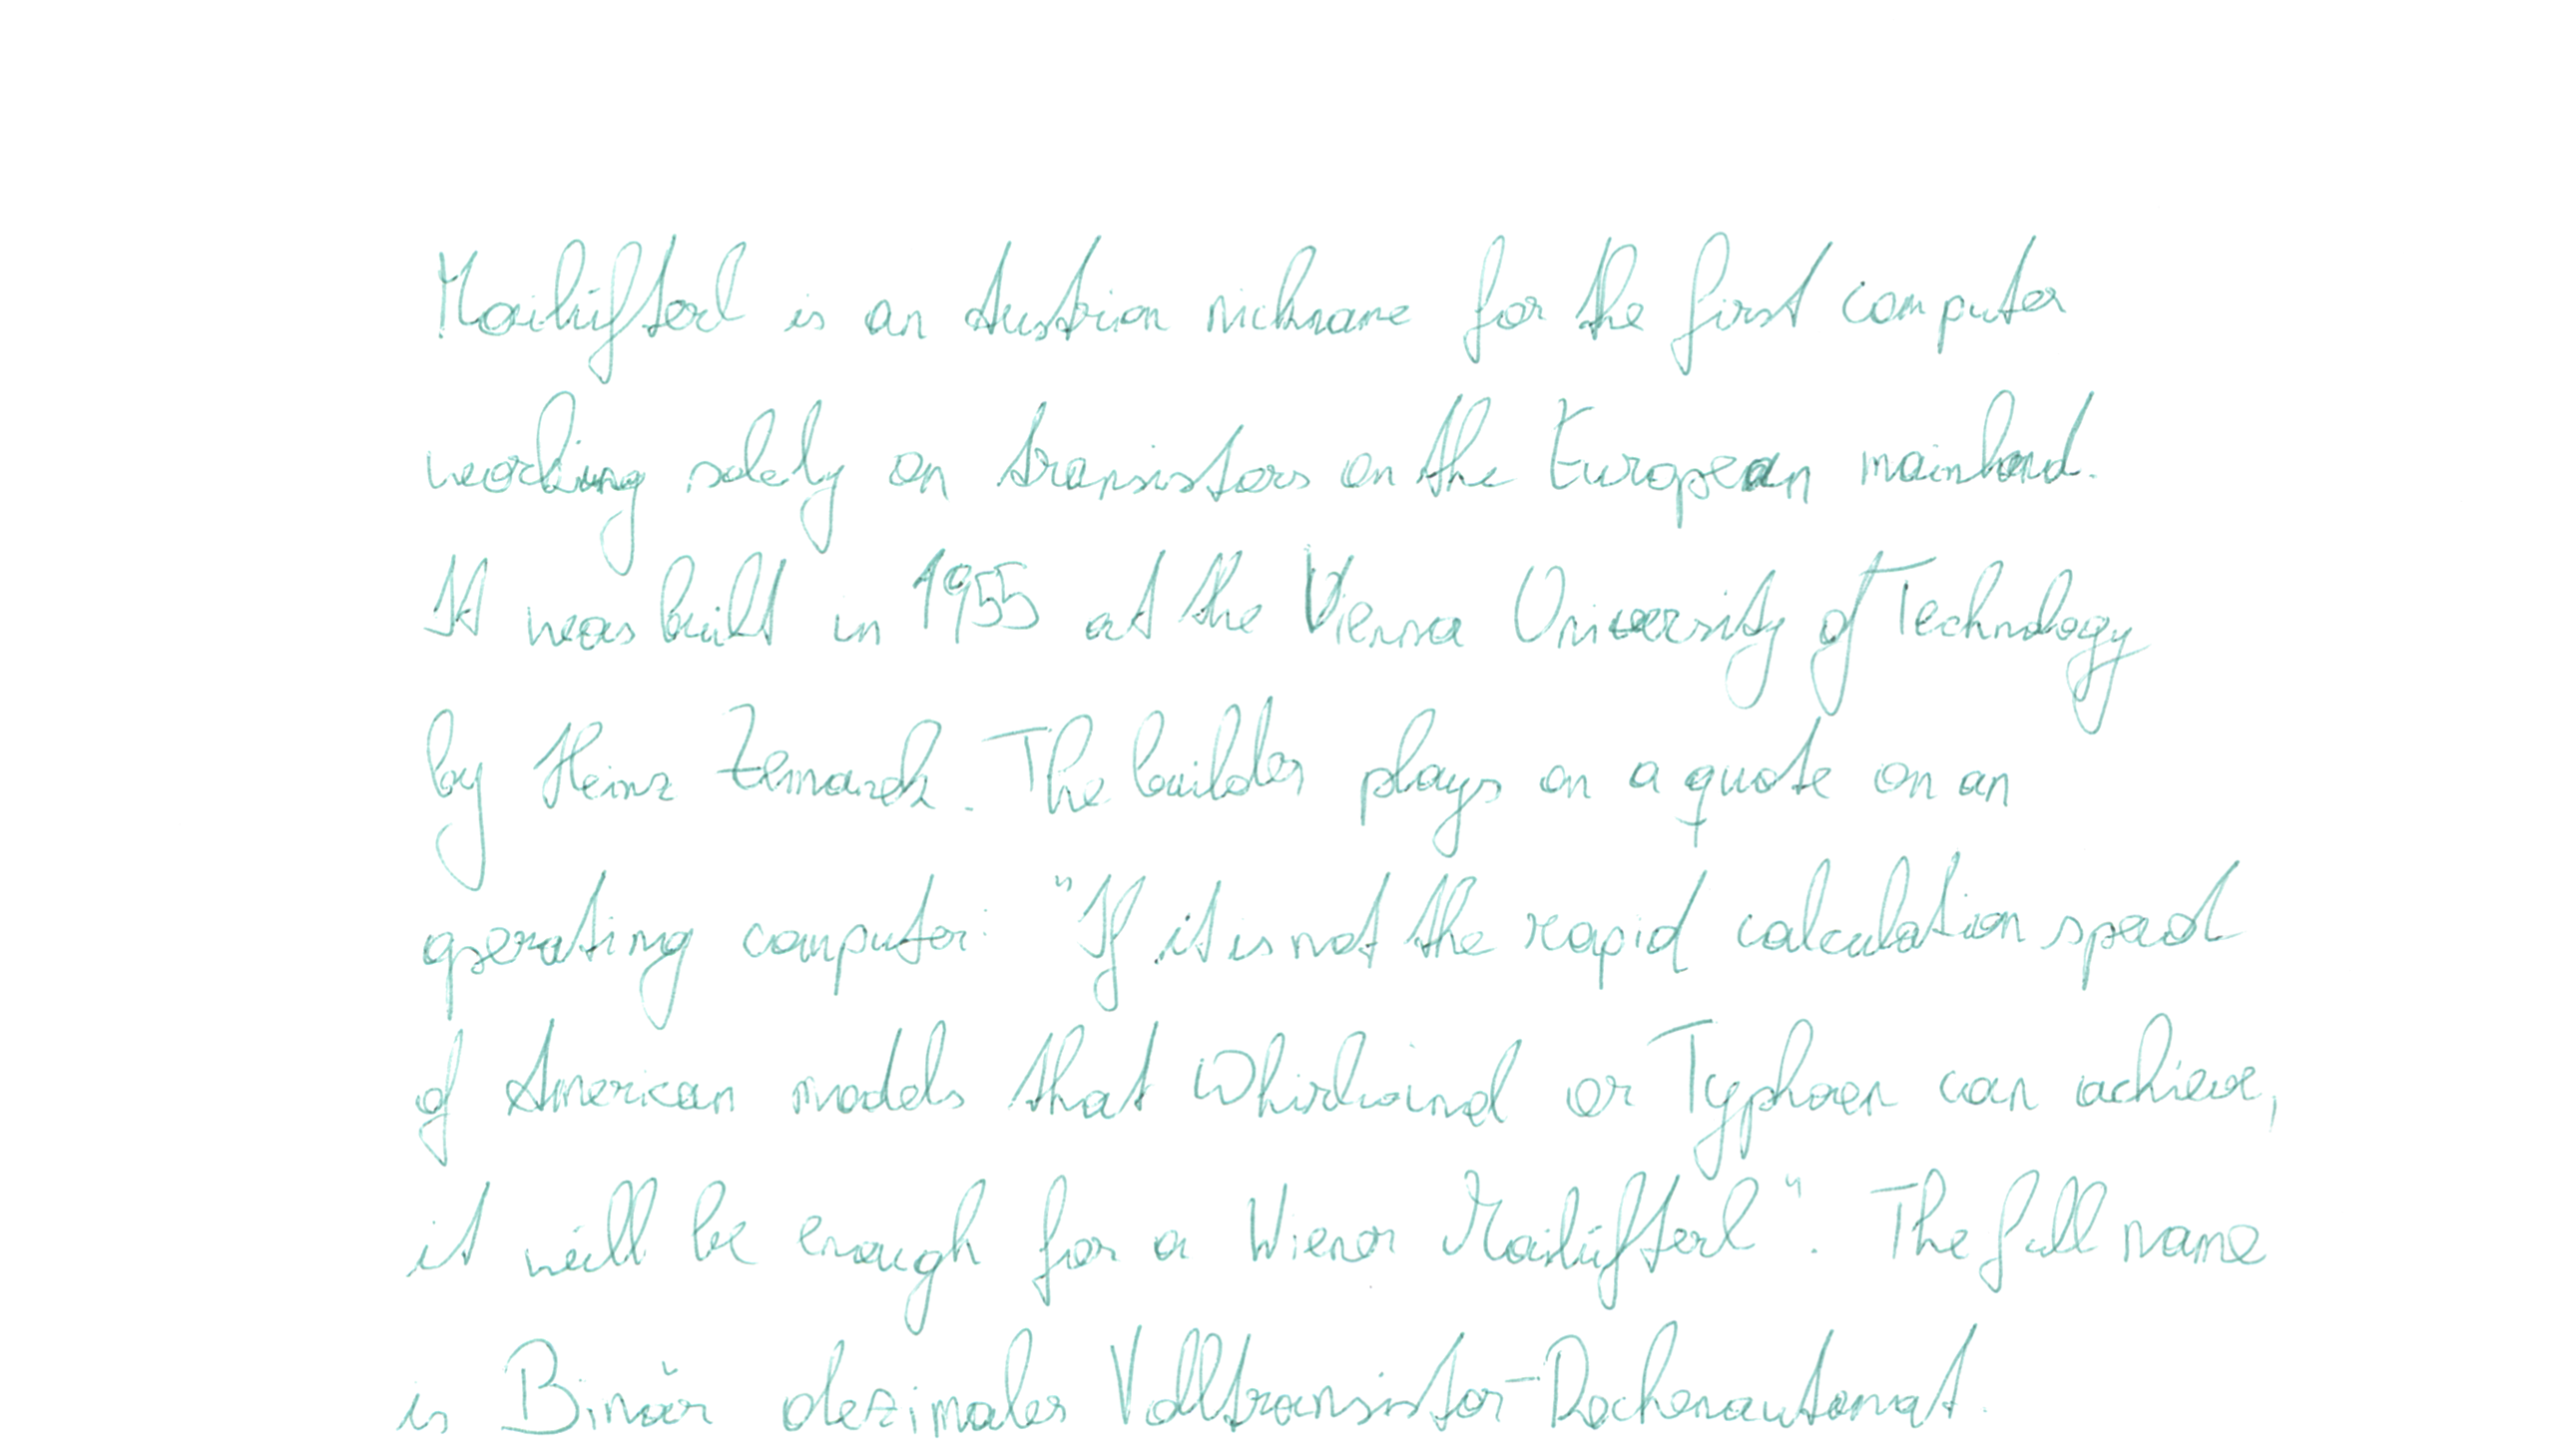 Mailüfterl is an Austrian nickname for the first computer
working solely on transistors on the European mainland.
It was built in 1955 at the Vienna University of Technology
by Heinz Zemanek. The builder plays on a quote on an
operating computer: "If it is not the rapid calculation speed
of American models that Whirlwind or Typhoon can achieve,
it will be enough for a Wiener Mailüfterl". The full name
is Binär dezimaler Volltransistor-Rechenautomat.